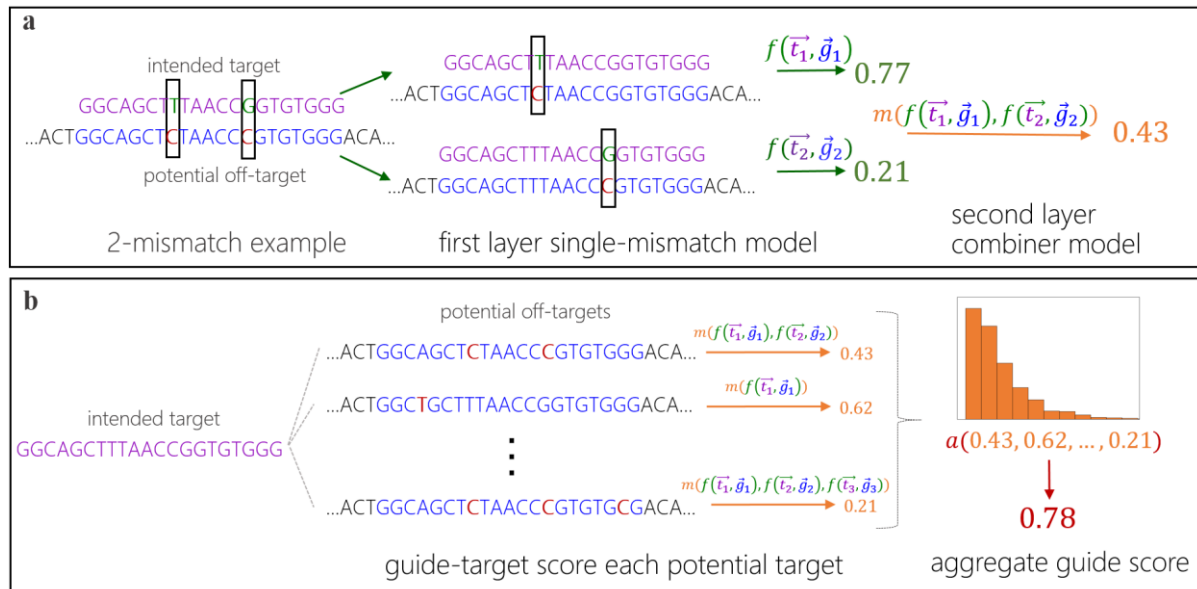 a
intended target
GGCAGCTTTAACCGGTGTGGG
...ACTGGCAGCTCTAACCCGTGTGGGACA...
potential off-target
2-mismatch example
GGCAGCTTTAACCGGTGTGGG
...ACTGGCAGCTCTAACCGGTGTGGGACA...
f(t₁, g₁)
0.77
GGCAGCTTTAACCGGTGTGGG
...ACTGGCAGCTTTAACCCGTGTGGGACA...
f(t₂, g₂)
0.21
first layer single-mismatch model
m(f(t₁, g₁), f(t₂, g₂))
0.43
second layer
combiner model
b
intended target
GGCAGCTTTAACCGGTGTGGG
potential off-targets
...ACTGGCAGCTCTAACCCGTGTGGGACA...
m(f(t₁, g₁), f(t₂, g₂))
0.43
...ACTGGCTGCTTTAACCGGTGTGGGACA...
m(f(t₁, g₁))
0.62
...ACTGGCAGCTCTAACCCGTGTGCGACA...
m(f(t₁, g₁), f(t₂, g₂), f(t₃, g₃))
0.21
guide-target score each potential target
a(0.43, 0.62, ..., 0.21)
0.78
aggregate guide score